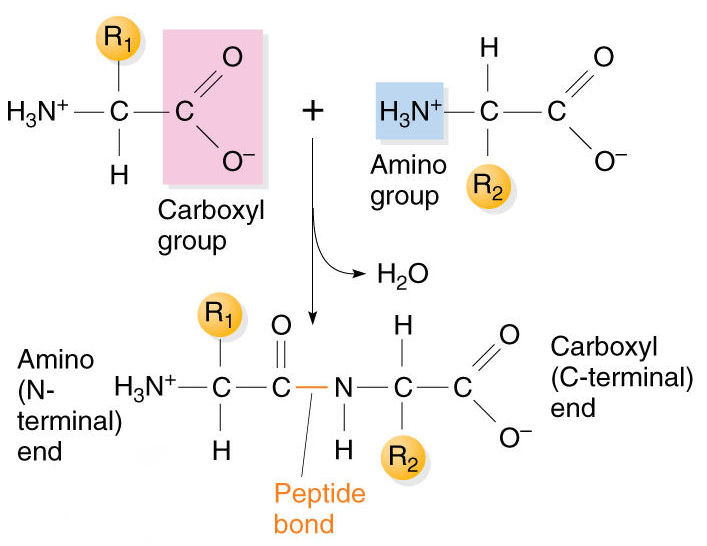 R₁
O
H
O
H₃N⁺—C—C
+
H₃N⁺—C—C
H
O⁻
Carboxyl
group
Amino
group
R₂
O⁻
H₂O
R₁
O
H
O
Amino
(N-
terminal)
end
H₃N⁺—C—C—N—C—C
Carboxyl
(C-terminal)
end
H
H
R₂
O⁻
Peptide
bond